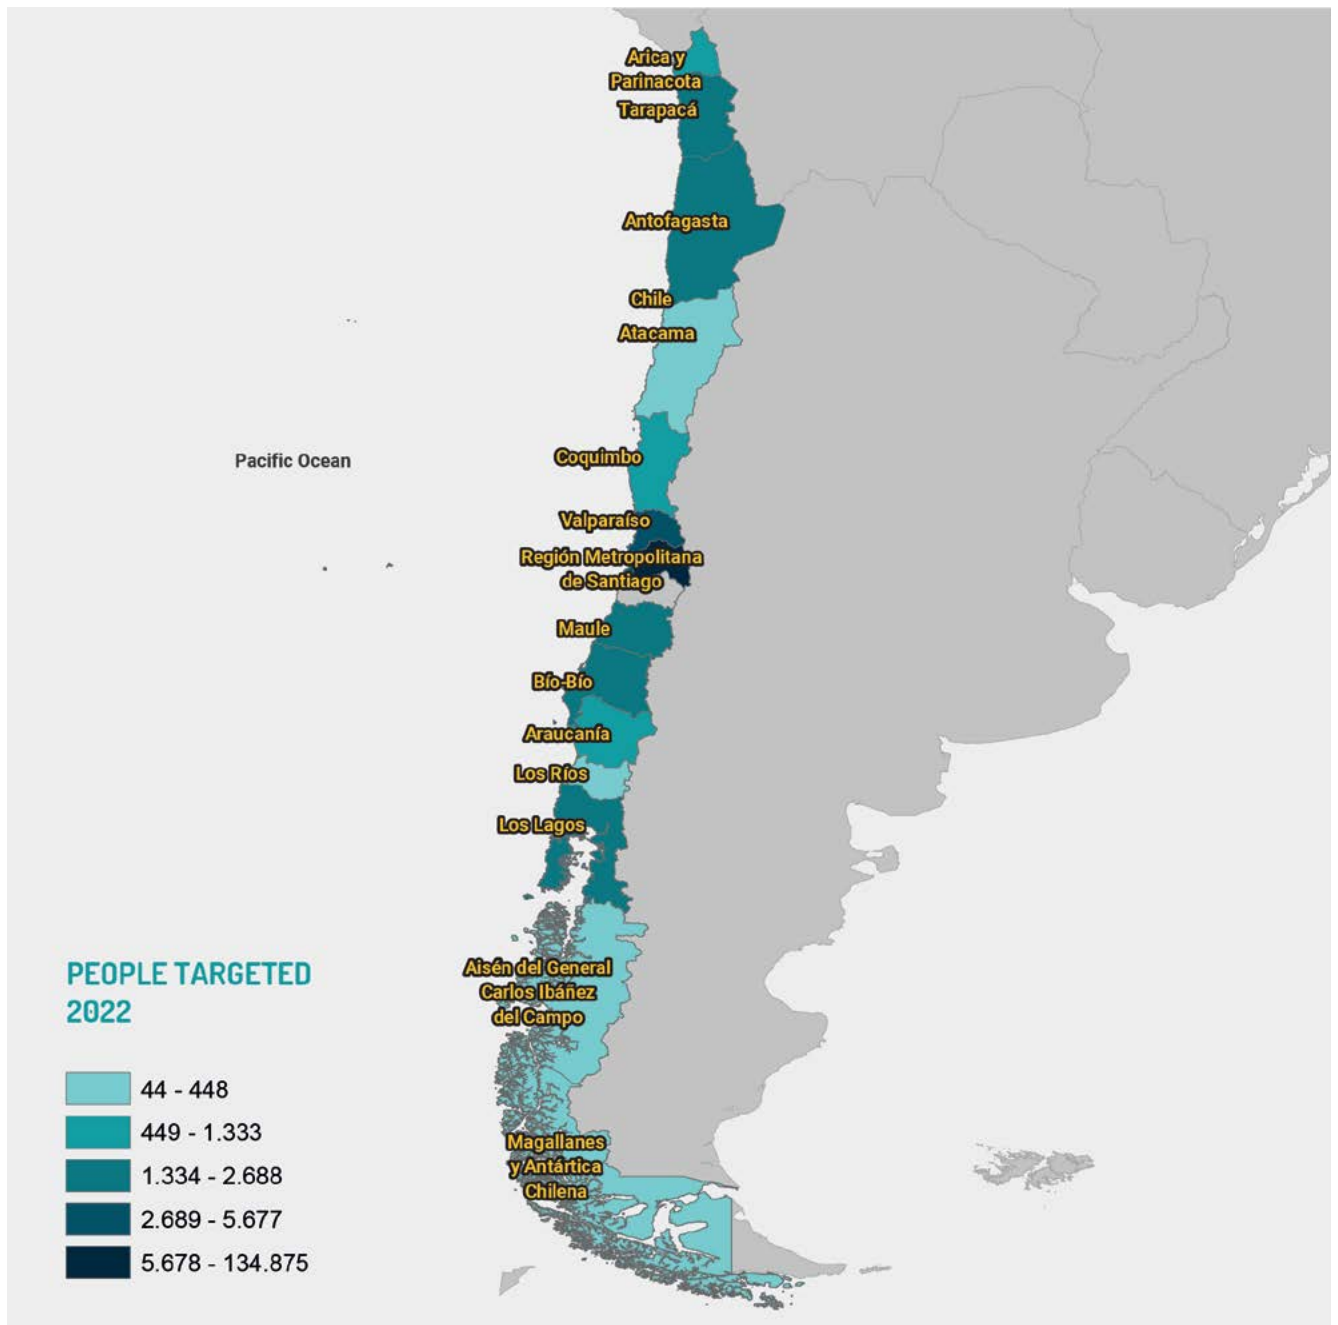 Arica y
Parinacota
Tarapacá
Antofagasta
Chile
Atacama
Coquimbo
Pacific Ocean
Valparaíso
Región Metropolitana
de Santiago
Maule
Bío-Bío
Araucanía
Los Ríos
Los Lagos
Aisén del General
Carlos Ibáñez
del Campo
Magallanes
y Antártica
Chilena
PEOPLE TARGETED
2022
44 - 448
449 - 1.333
1.334 - 2.688
2.689 - 5.677
5.678 - 134.875